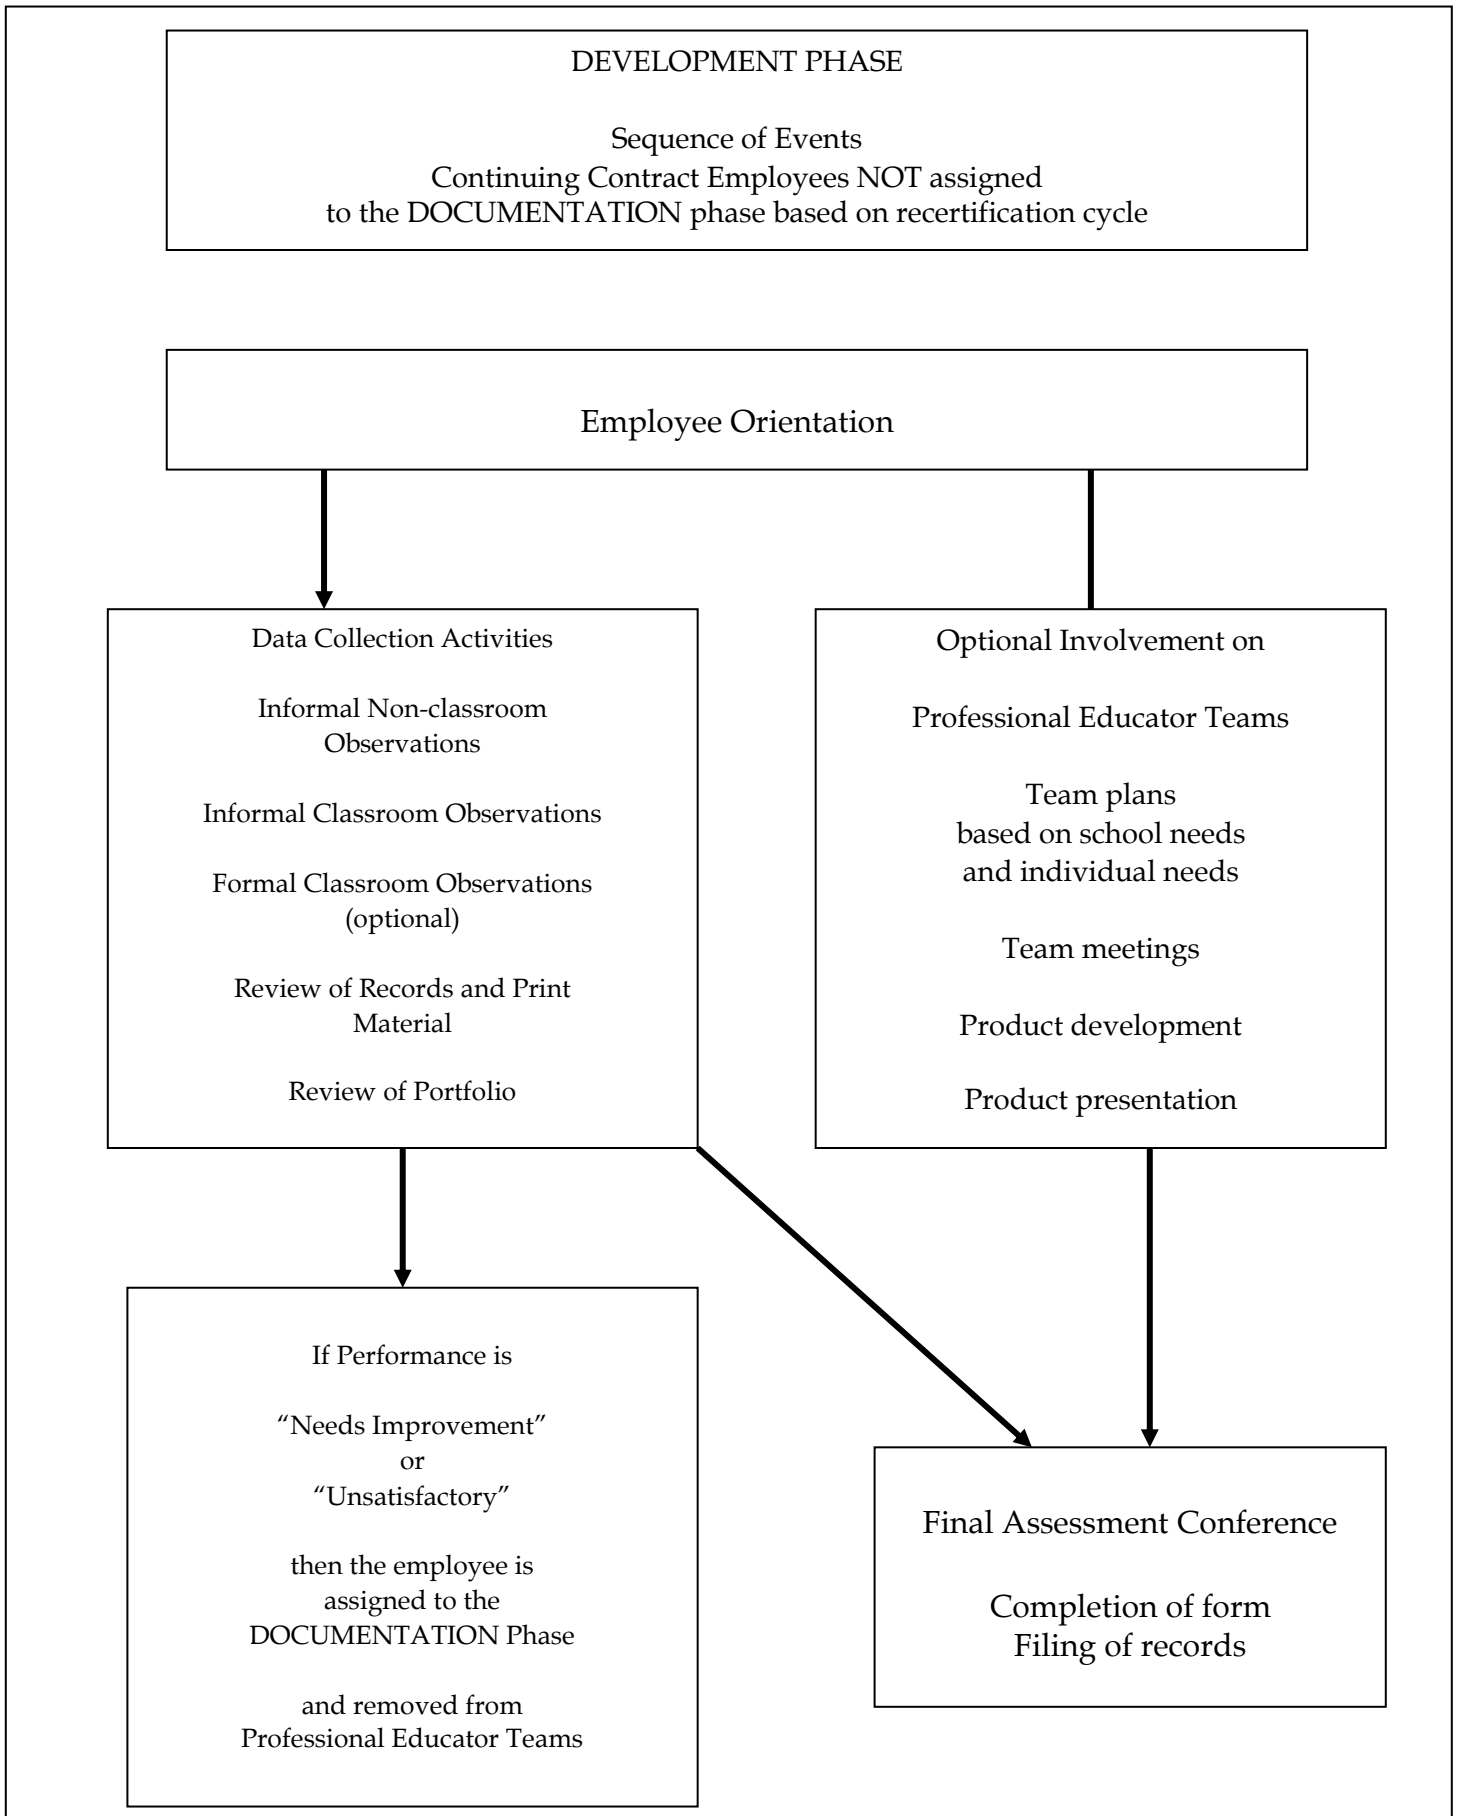 DEVELOPMENT PHASE
Sequence of Events
Continuing Contract Employees NOT assigned
to the DOCUMENTATION phase based on recertification cycle
Employee Orientation
Data Collection Activities
Informal Non-classroom
Observations
Informal Classroom Observations
Formal Classroom Observations
(optional)
Review of Records and Print
Material
Review of Portfolio
Optional Involvement on
Professional Educator Teams
Team plans
based on school needs
and individual needs
Team meetings
Product development
Product presentation
If Performance is
“Needs Improvement”
or
“Unsatisfactory”
then the employee is
assigned to the
DOCUMENTATION Phase
and removed from
Professional Educator Teams
Final Assessment Conference
Completion of form
Filing of records